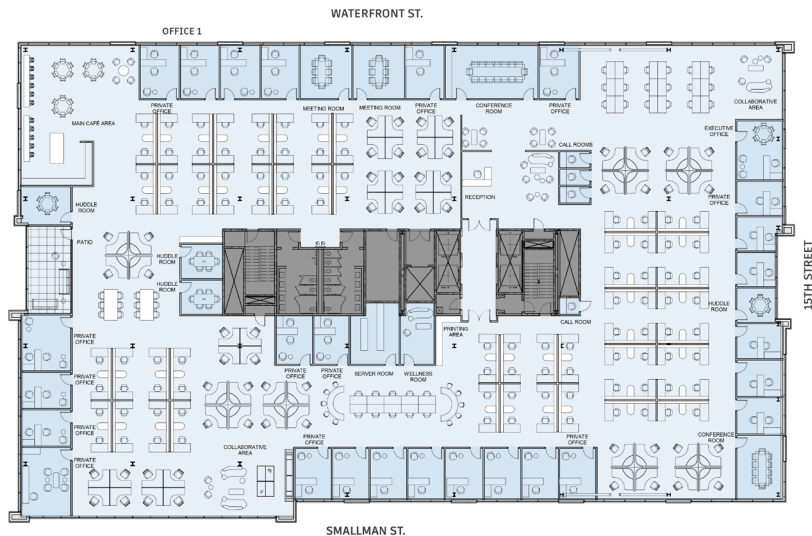 WATERFRONT ST.
OFFICE 1
PRIVATE
OFFICE
MEETING ROOM
MEETING ROOM
PRIVATE
OFFICE
CONFERENCE
ROOM
PRIVATE
OFFICE
COLLABORATIVE
AREA
MAIN CAFÉ AREA
EXECUTIVE
OFFICE
CALL ROOMS
RECEPTION
PRIVATE
OFFICE
HUDDLE
ROOM
PATIO
HUDDLE
ROOM
HUDDLE
ROOM
15TH STREET
HUDDLE
ROOM
CALL ROOM
PRINTING
AREA
PRIVATE
OFFICE
PRIVATE
OFFICE
PRIVATE
OFFICE
SERVER ROOM
WELLNESS
ROOM
PRIVATE
OFFICE
PRIVATE
OFFICE
PRIVATE
OFFICE
COLLABORATIVE
AREA
PRIVATE
OFFICE
PRIVATE
OFFICE
CONFERENCE
ROOM
SMALLMAN ST.